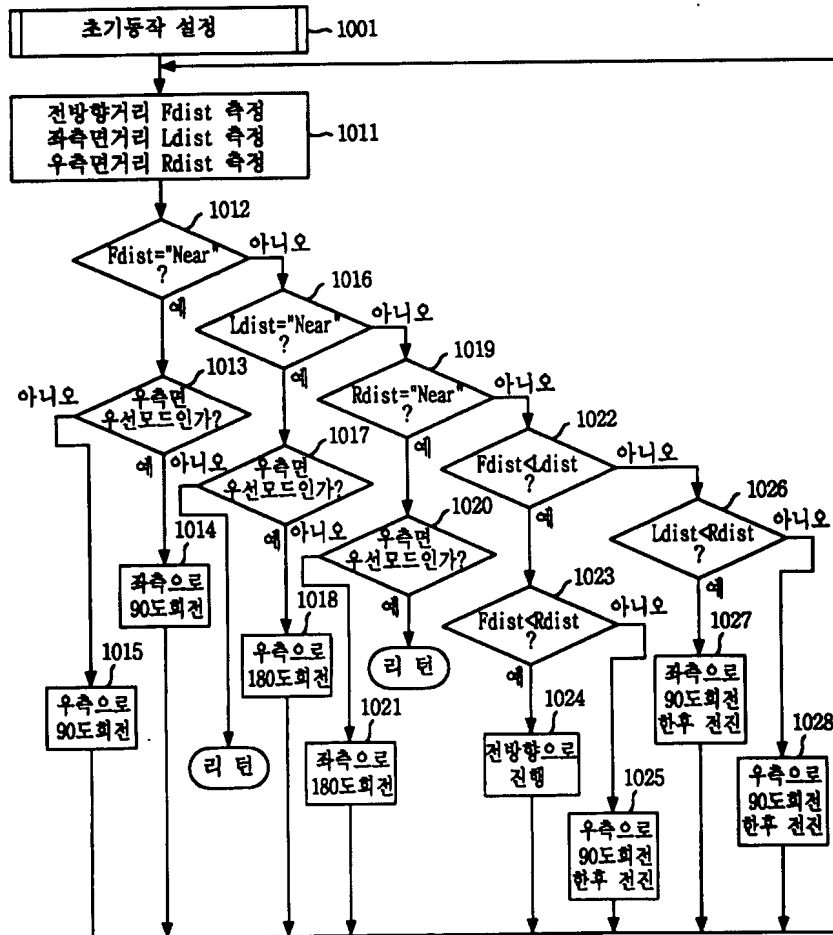 초기동작 설정
1001
전방향거리 Fdist 측정
좌측면거리 Ldist 측정
우측면거리 Rdist 측정
1011
1012
Fdist="Near"
?
아니오
예
1016
Ldist="Near"
?
아니오
예
1019
Rdist="Near"
?
아니오
예
1013
우측면
우선모드인가?
아니오
예
1017
우측면
우선모드인가?
아니오
예
1022
Fdist<Ldist
?
아니오
예
1026
Ldist<Rdist
?
아니오
예
1020
우측면
우선모드인가?
아니오
예
1014
좌측으로
90도회전
1023
Fdist<Rdist
?
아니오
예
1018
우측으로
180도회전
리 턴
1027
좌측으로
90도회전
한후 전진
1015
우측으로
90도회전
1021
좌측으로
180도회전
1024
전방향으로
진행
1028
우측으로
90도회전
한후 전진
리 턴
1025
우측으로
90도회전
한후 전진